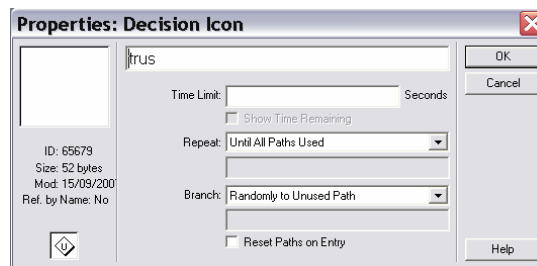 Properties: Decision Icon
trus
OK
Cancel
Time Limit: Seconds
Show Time Remaining
Repeat: Until All Paths Used
ID: 65679
Size: 52 bytes
Mod: 15/09/200
Ref. by Name: No
Branch: Randomly to Unused Path
U
Reset Paths on Entry
Help